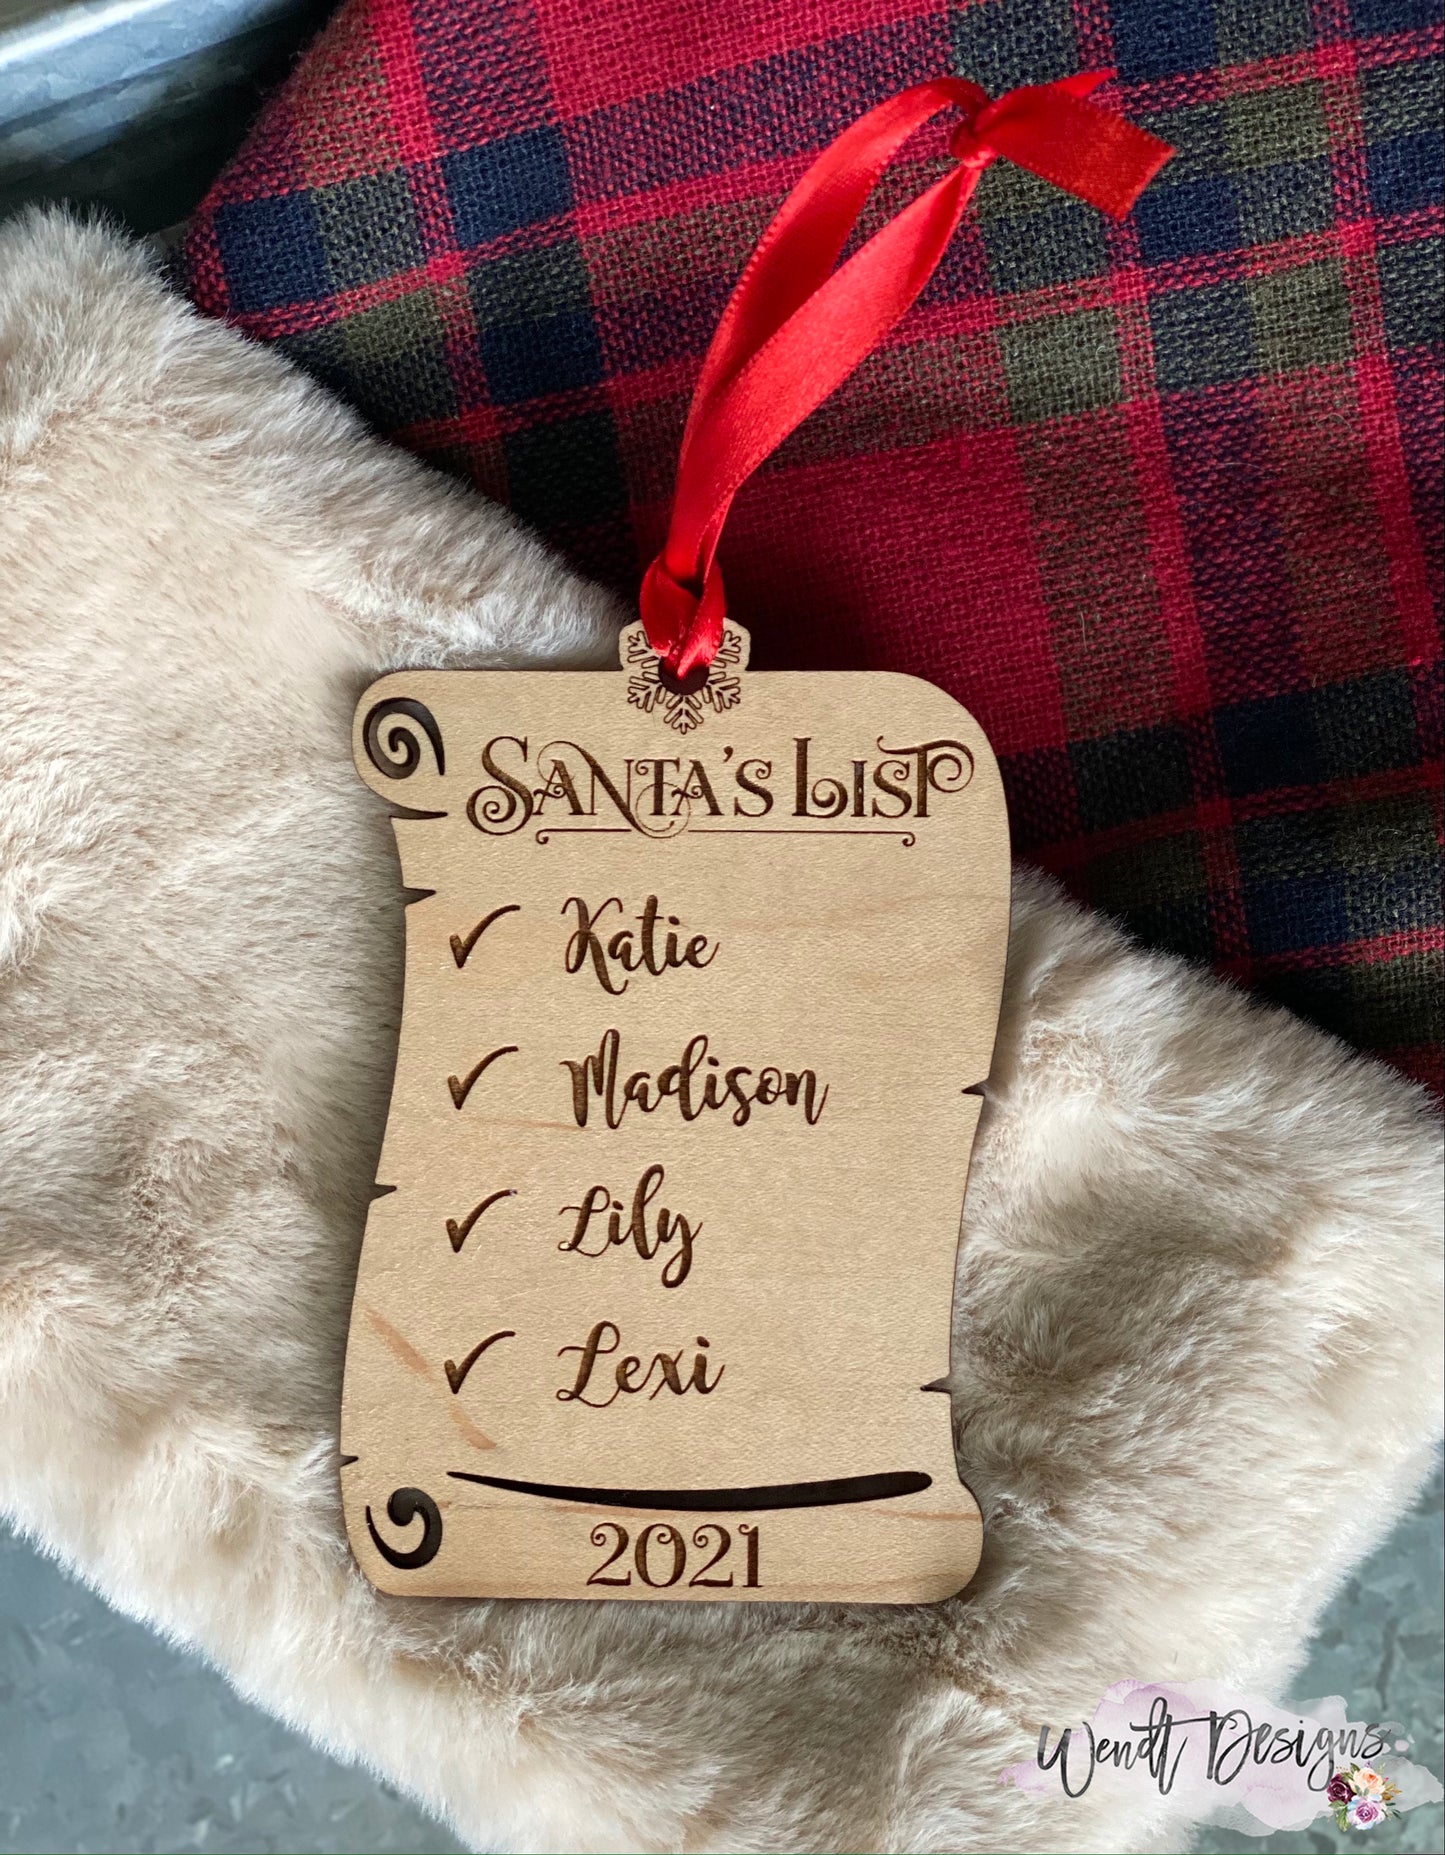 SANTA'S LIST
✓ Katie
✓ Madison
✓ Lily
✓ Lexi
2021
Wendt Designs